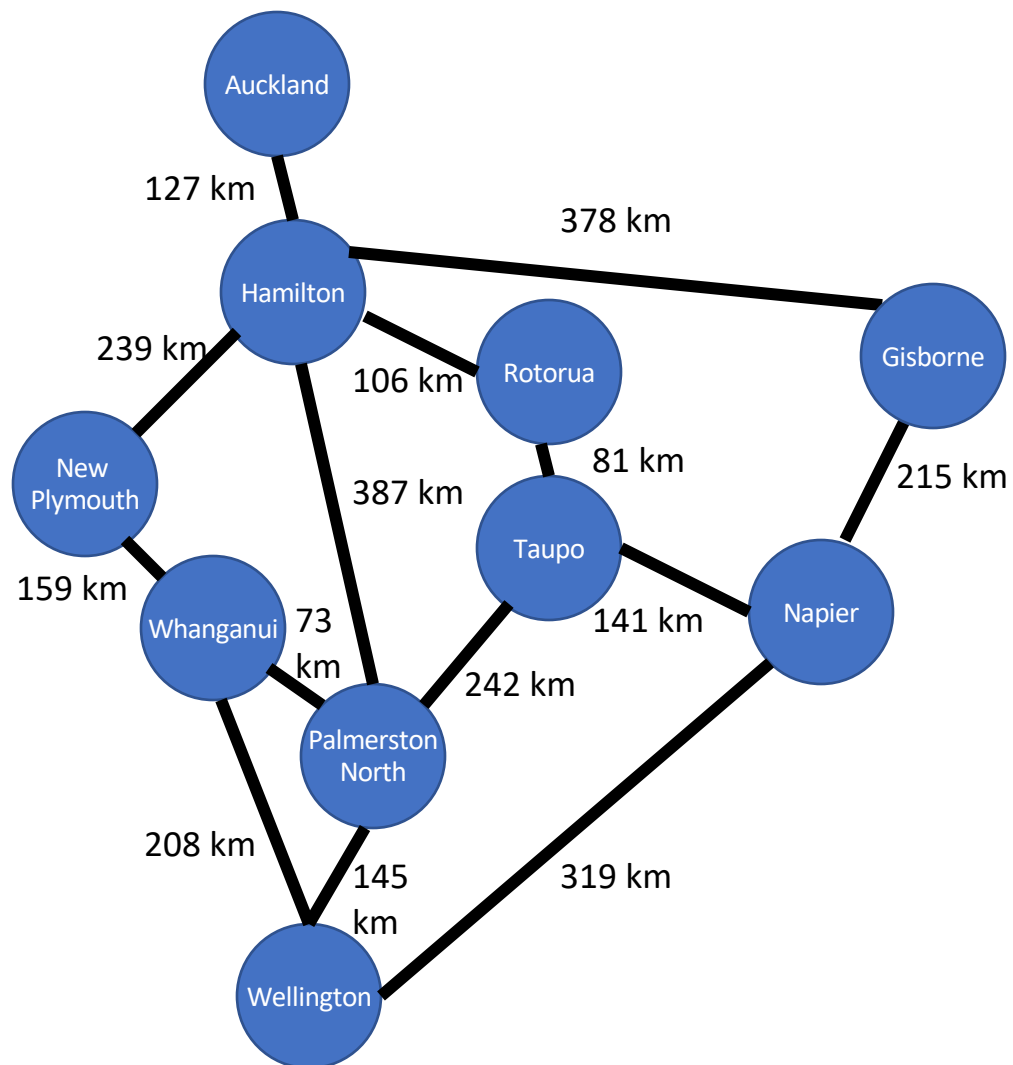 Auckland
127 km
378 km
Hamilton
239 km
106 km
Rotorua
Gisborne
81 km
New
Plymouth
387 km
215 km
Taupo
159 km
Whanganui
73
km
141 km
Napier
242 km
Palmerston
North
208 km
145
km
319 km
Wellington